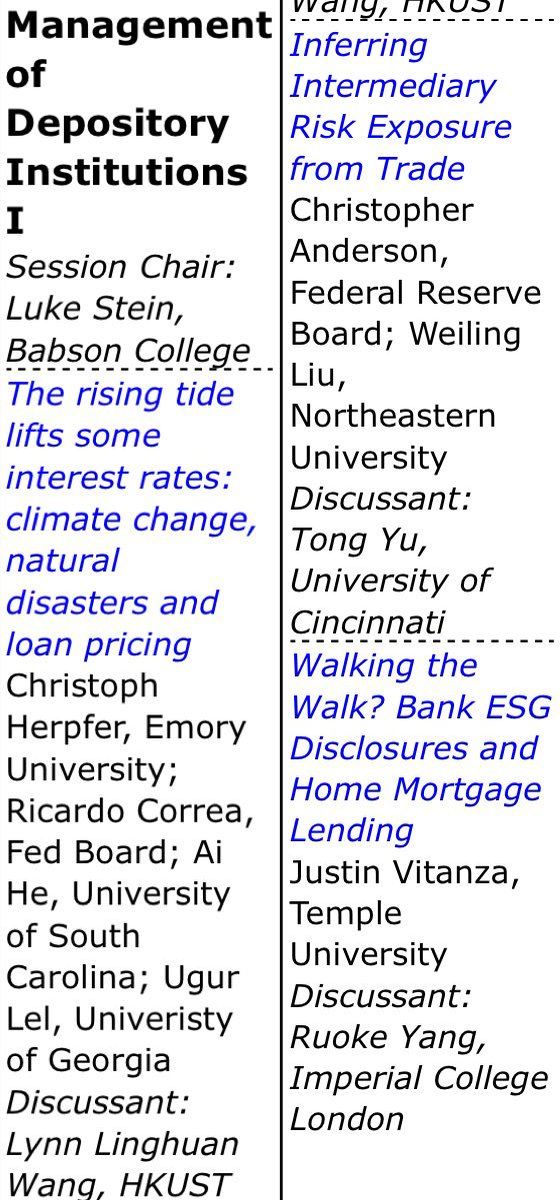 Management
of
Depository
Institutions
I
Session Chair:
Luke Stein,
Babson College
The rising tide
lifts some
interest rates:
climate change,
natural
disasters and
loan pricing
Christoph
Herpfer, Emory
University;
Ricardo Correa,
Fed Board; Ai
He, University
of South
Carolina; Ugur
Lel, Univeristy
of Georgia
Discussant:
Lynn Linghuan
Wang, HKUST
Wang, HKUST
Inferring
Intermediary
Risk Exposure
from Trade
Christopher
Anderson,
Federal Reserve
Board; Weiling
Liu,
Northeastern
University
Discussant:
Tong Yu,
University of
Cincinnati
Walking the
Walk? Bank ESG
Disclosures and
Home Mortgage
Lending
Justin Vitanza,
Temple
University
Discussant:
Ruoke Yang,
Imperial College
London